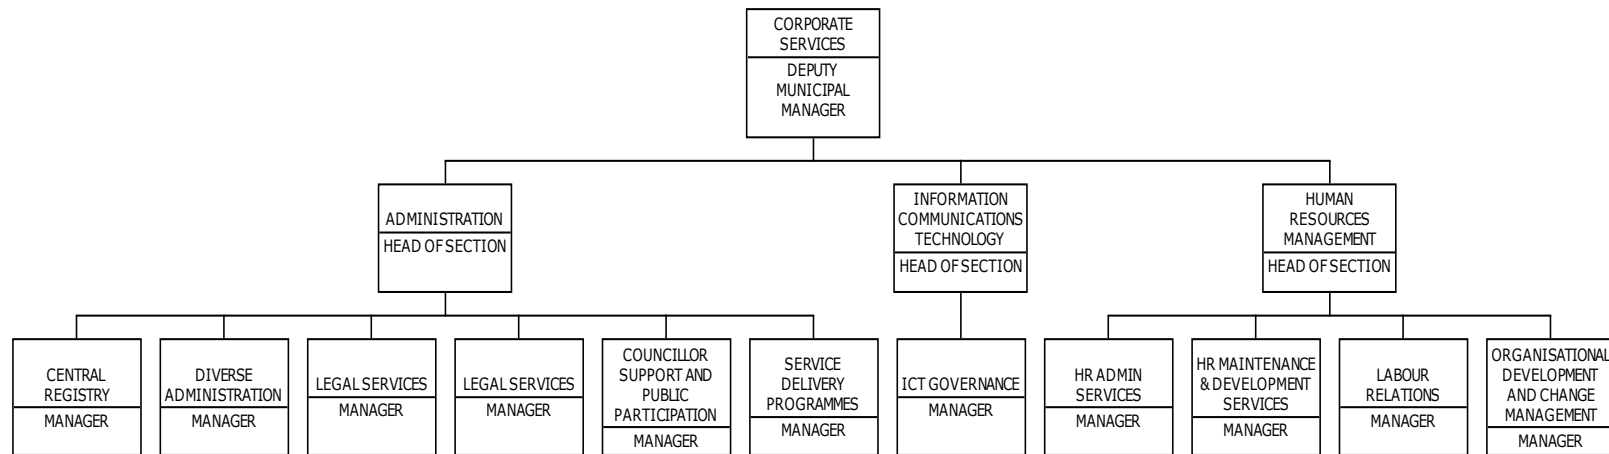 CORPORATE
SERVICES
DEPUTY
MUNICIPAL
MANAGER
ADMINISTRATION
HEAD OF SECTION
INFORMATION
COMMUNICATIONS
TECHNOLOGY
HEAD OF SECTION
HUMAN
RESOURCES
MANAGEMENT
HEAD OF SECTION
CENTRAL
REGISTRY
MANAGER
DIVERSE
ADMINISTRATION
MANAGER
LEGAL SERVICES
MANAGER
LEGAL SERVICES
MANAGER
COUNCILLOR
SUPPORT AND
PUBLIC
PARTICIPATION
MANAGER
SERVICE
DELIVERY
PROGRAMMES
MANAGER
ICT GOVERNANCE
MANAGER
HR ADMIN
SERVICES
MANAGER
HR MAINTENANCE
& DEVELOPMENT
SERVICES
MANAGER
LABOUR
RELATIONS
MANAGER
ORGANISATIONAL
DEVELOPMENT
AND CHANGE
MANAGEMENT
MANAGER